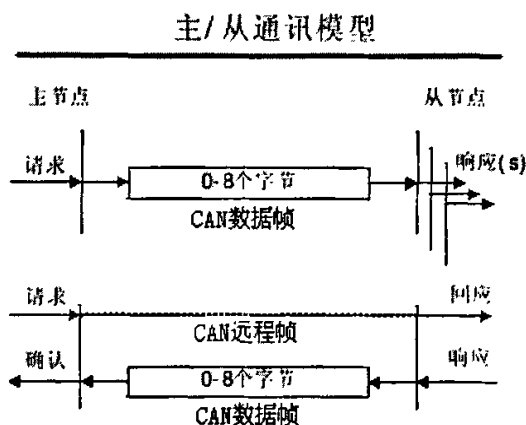 主/从通讯模型
主节点
从节点
请求
0-8个字节
响应(s)
CAN数据帧
请求
回应
CAN远程帧
确认
0-8个字节
响应
CAN数据帧